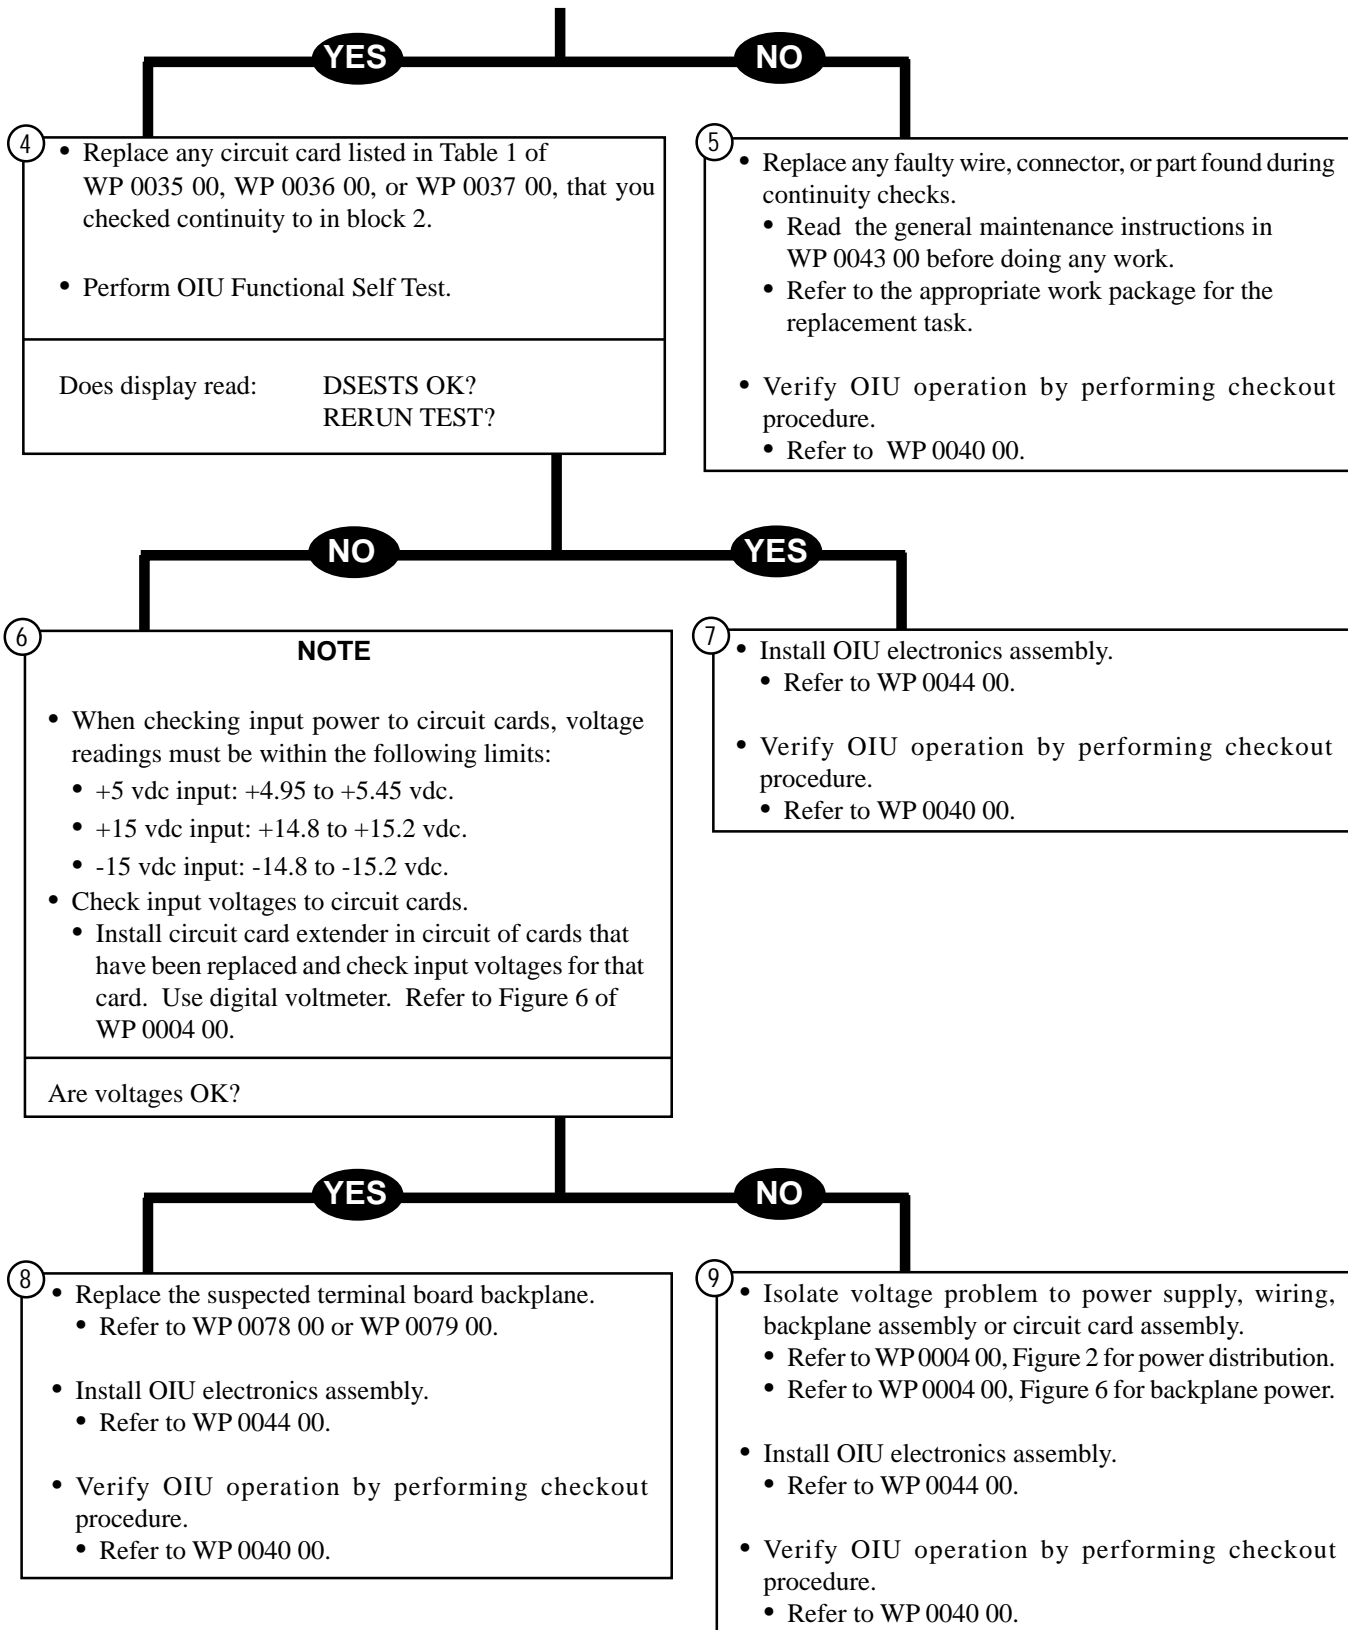 YES
NO
4
• Replace any circuit card listed in Table 1 of
WP 0035 00, WP 0036 00, or WP 0037 00, that you
checked continuity to in block 2.
• Perform OIU Functional Self Test.
Does display read: DSESTS OK?
RERUN TEST?
5
• Replace any faulty wire, connector, or part found during
continuity checks.
• Read the general maintenance instructions in
WP 0043 00 before doing any work.
• Refer to the appropriate work package for the
replacement task.
• Verify OIU operation by performing checkout
procedure.
• Refer to WP 0040 00.
NO
YES
6
NOTE
• When checking input power to circuit cards, voltage
readings must be within the following limits:
• +5 vdc input: +4.95 to +5.45 vdc.
• +15 vdc input: +14.8 to +15.2 vdc.
• -15 vdc input: -14.8 to -15.2 vdc.
• Check input voltages to circuit cards.
• Install circuit card extender in circuit of cards that
have been replaced and check input voltages for that
card. Use digital voltmeter. Refer to Figure 6 of
WP 0004 00.
Are voltages OK?
7
• Install OIU electronics assembly.
• Refer to WP 0044 00.
• Verify OIU operation by performing checkout
procedure.
• Refer to WP 0040 00.
YES
NO
8
• Replace the suspected terminal board backplane.
• Refer to WP 0078 00 or WP 0079 00.
• Install OIU electronics assembly.
• Refer to WP 0044 00.
• Verify OIU operation by performing checkout
procedure.
• Refer to WP 0040 00.
9
• Isolate voltage problem to power supply, wiring,
backplane assembly or circuit card assembly.
• Refer to WP 0004 00, Figure 2 for power distribution.
• Refer to WP 0004 00, Figure 6 for backplane power.
• Install OIU electronics assembly.
• Refer to WP 0044 00.
• Verify OIU operation by performing checkout
procedure.
• Refer to WP 0040 00.